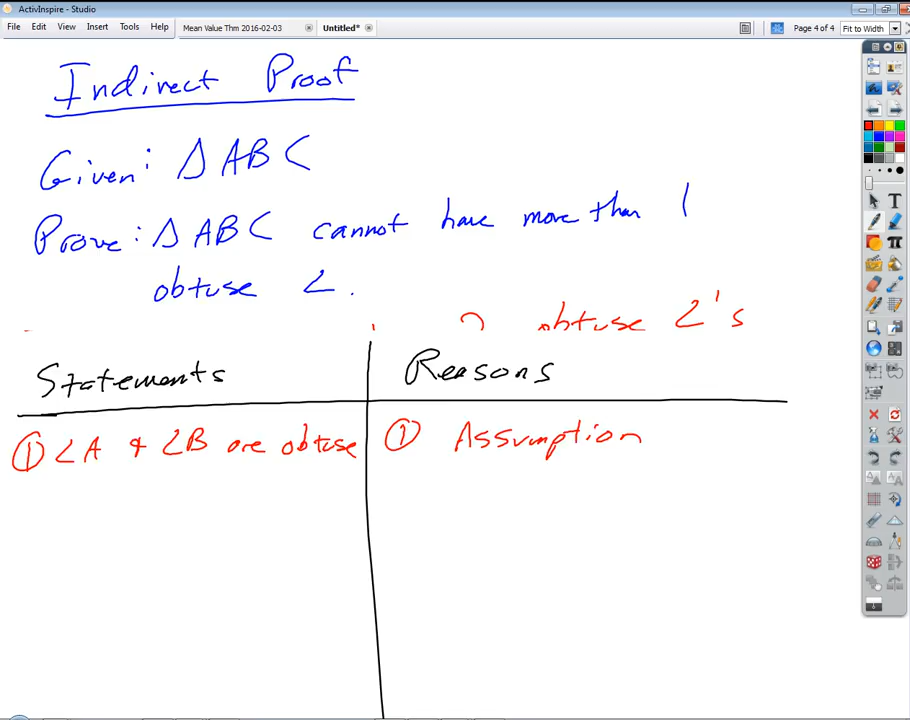 ActivInspire - Studio
File Edit View Insert Tools Help Mean Value Thm 2016-02-03 Untitled* Page 4 of 4 Fit to Width
Indirect Proof
Given: △ABC
Prove: △ABC cannot have more than 1
obtuse ∠.
obtuse ∠'s
Statements Reasons
① ∠A & ∠B are obtuse ① Assumption